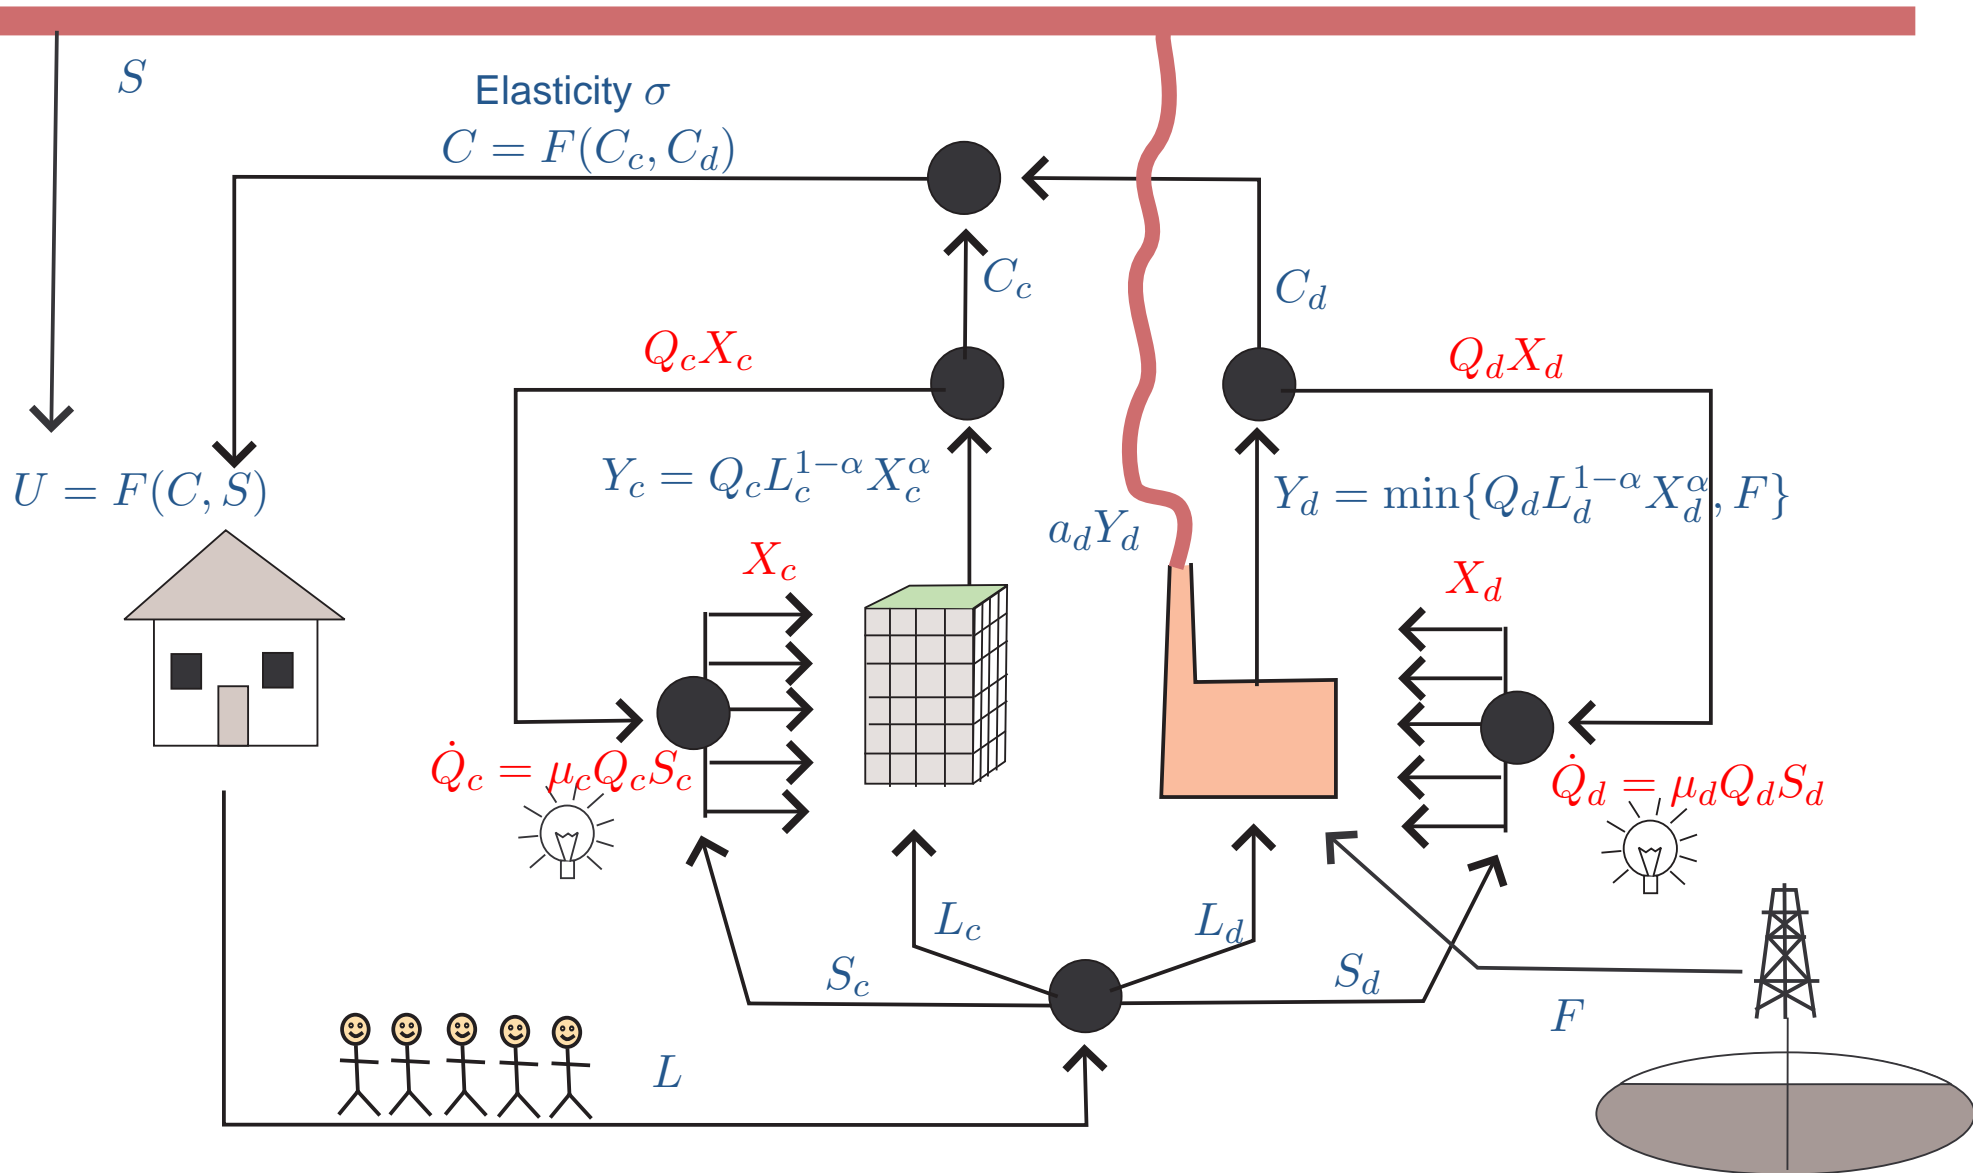 S
Elasticity σ
C = F(C_c, C_d)
C_c
C_d
Q_cX_c
Q_dX_d
U = F(C, S)
Y_c = Q_cL_c^{1−α}X_c^α
Y_d = min{Q_dL_d^{1−α}X_d^α, F}
a_dY_d
X_c
X_d
Q̇_c = μ_cQ_cS_c
Q̇_d = μ_dQ_dS_d
L_c
L_d
S_c
S_d
F
L